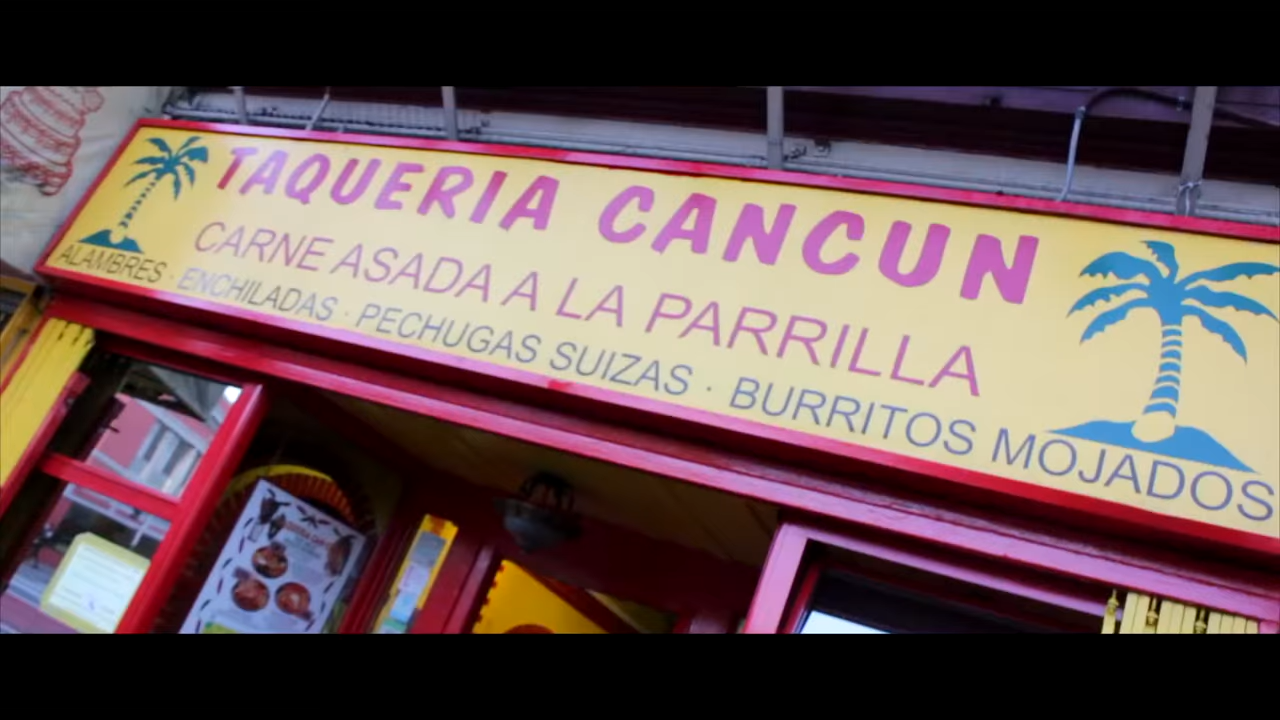 TAQUERIA CANCUN
CARNE ASADA A LA PARRILLA
ALAMBRES · ENCHILADAS · PECHUGAS SUIZAS · BURRITOS MOJADOS